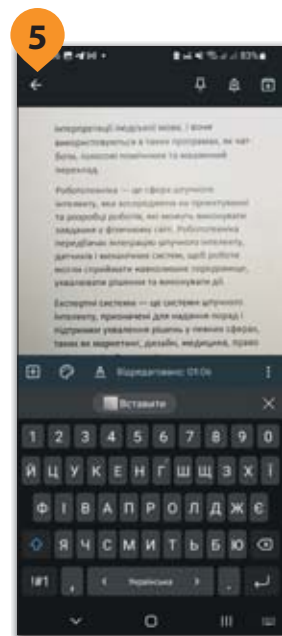 5
83%
інтерпретації людської мови, і вони
використовуються в таких програмах, як чат-
боти, голосові помічники та машинний
переклад.
Робототехніка — це сфера штучного
інтелекту, яка зосереджена на проектуванні
та розробці роботів, які можуть виконувати
завдання у фізичному світі. Робототехніка
передбачає інтеграцію штучного інтелекту,
датчиків і механічних систем, щоб роботи
могли сприймати навколишнє середовище,
ухвалювати рішення та виконувати дії.
Експертні системи — це системи штучного
інтелекту, призначені для надання порад і
підтримки ухвалення рішень у певних сферах,
таких як маркетинг, дизайн, медицина, право
A Відредаговано: 01:06
Вставити
1 2 3 4 5 6 7 8 9 0
Й Ц У К Е Н Г Ш Щ З Х Ї
Ф І В А П Р О Л Д Ж Є
Я Ч С М И Т Ь Б Ю
!#1 , < Українська > .